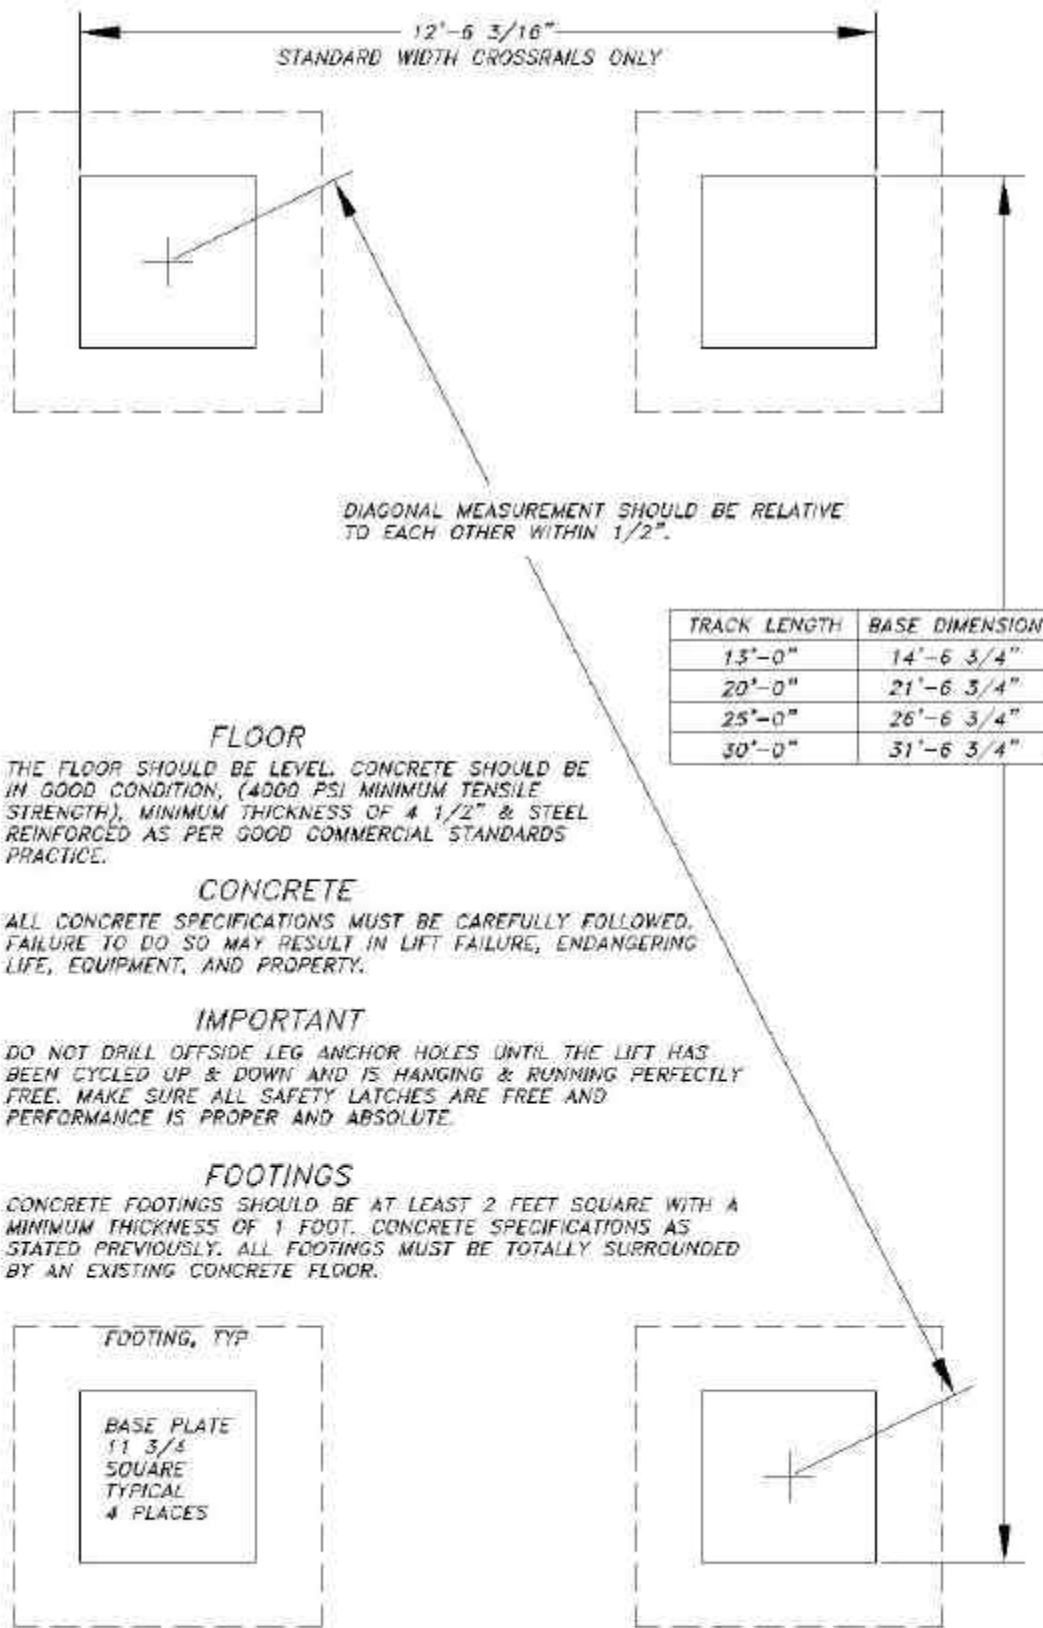 12'-6 3/16"
STANDARD WIDTH CROSSRAILS ONLY
DIAGONAL MEASUREMENT SHOULD BE RELATIVE
TO EACH OTHER WITHIN 1/2".
TRACK LENGTH BASE DIMENSION
13'-0" 14'-6 3/4"
20'-0" 21'-6 3/4"
25'-0" 26'-6 3/4"
30'-0" 31'-6 3/4"
FLOOR
THE FLOOR SHOULD BE LEVEL. CONCRETE SHOULD BE
IN GOOD CONDITION, (4000 PSI MINIMUM TENSILE
STRENGTH), MINIMUM THICKNESS OF 4 1/2" & STEEL
REINFORCED AS PER GOOD COMMERCIAL STANDARDS
PRACTICE.
CONCRETE
ALL CONCRETE SPECIFICATIONS MUST BE CAREFULLY FOLLOWED.
FAILURE TO DO SO MAY RESULT IN LIFT FAILURE, ENDANGERING
LIFE, EQUIPMENT, AND PROPERTY.
IMPORTANT
DO NOT DRILL OFFSIDE LEG ANCHOR HOLES UNTIL THE LIFT HAS
BEEN CYCLED UP & DOWN AND IS HANGING & RUNNING PERFECTLY
FREE. MAKE SURE ALL SAFETY LATCHES ARE FREE AND
PERFORMANCE IS PROPER AND ABSOLUTE.
FOOTINGS
CONCRETE FOOTINGS SHOULD BE AT LEAST 2 FEET SQUARE WITH A
MINIMUM THICKNESS OF 1 FOOT. CONCRETE SPECIFICATIONS AS
STATED PREVIOUSLY. ALL FOOTINGS MUST BE TOTALLY SURROUNDED
BY AN EXISTING CONCRETE FLOOR.
FOOTING, TYP
BASE PLATE
11 3/4
SQUARE
TYPICAL
4 PLACES